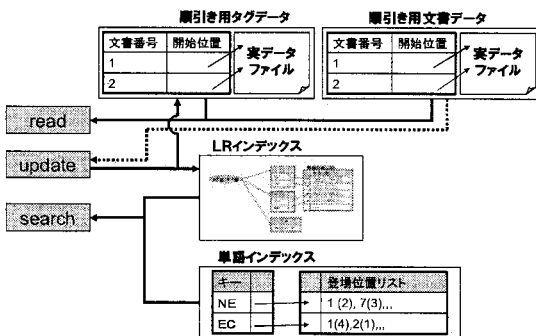 順引き用タグデータ
順引き用文書データ
文書番号 開始位置
1
2
実データ
ファイル
文書番号 開始位置
1
2
実データ
ファイル
read
update
search
LRインデックス
単語インデックス
キー 登場位置リスト
NE 1 (2), 7(3),,,
EC 1(4),2(1),,,